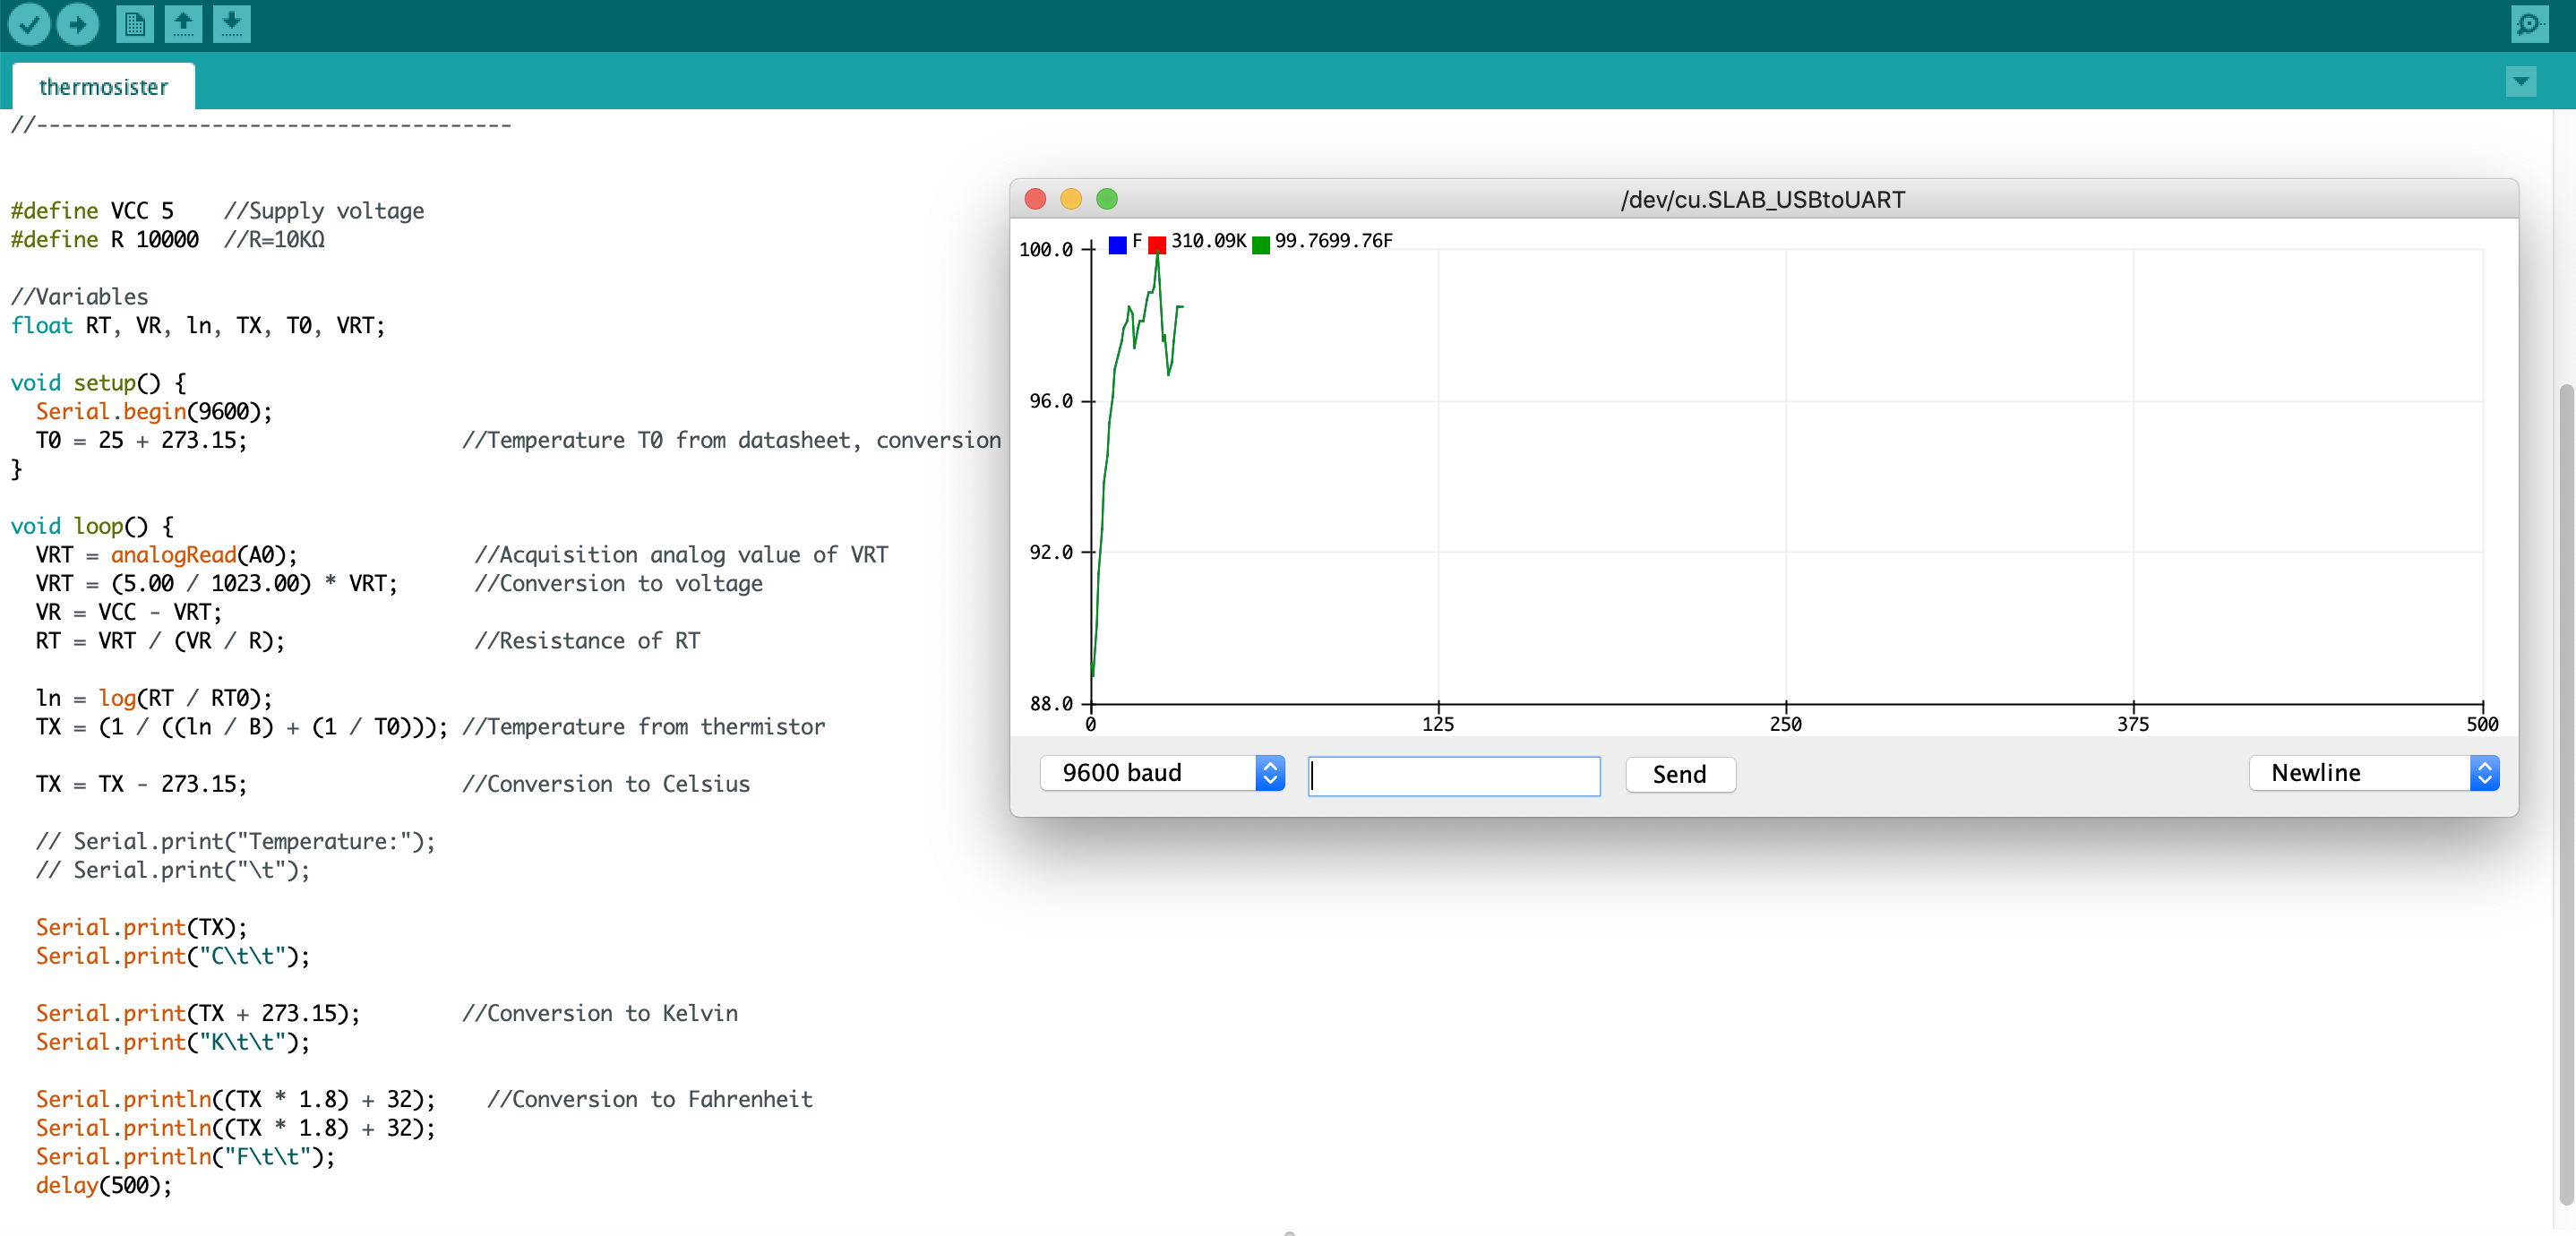 thermosister
//--------------------------------------
#define VCC 5    //Supply voltage
#define R 10000  //R=10KΩ
//Variables
float RT, VR, ln, TX, T0, VRT;
void setup() {
  Serial.begin(9600);
  T0 = 25 + 273.15;                 //Temperature T0 from datasheet, conversion
}
void loop() {
  VRT = analogRead(A0);              //Acquisition analog value of VRT
  VRT = (5.00 / 1023.00) * VRT;      //Conversion to voltage
  VR = VCC - VRT;
  RT = VRT / (VR / R);               //Resistance of RT
  ln = log(RT / RT0);
  TX = (1 / ((ln / B) + (1 / T0))); //Temperature from thermistor
  TX = TX - 273.15;                 //Conversion to Celsius
  // Serial.print("Temperature:");
  // Serial.print("\t");
  Serial.print(TX);
  Serial.print("C\t\t");
  Serial.print(TX + 273.15);        //Conversion to Kelvin
  Serial.print("K\t\t");
  Serial.println((TX * 1.8) + 32);    //Conversion to Fahrenheit
  Serial.println((TX * 1.8) + 32);
  Serial.println("F\t\t");
  delay(500);
/dev/cu.SLAB_USBtoUART
F 310.09K 99.7699.76F
100.0
96.0
92.0
88.0
0 125 250 375 500
9600 baud Send Newline